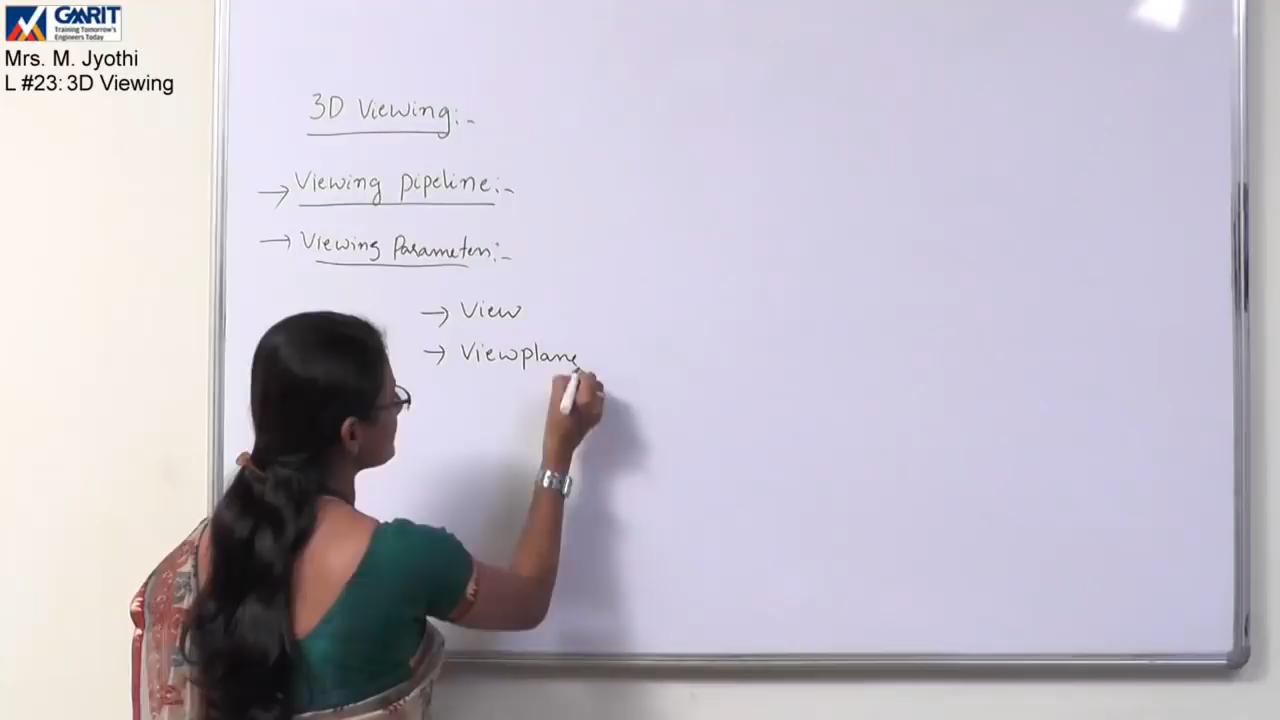 GMRIT
Training Tomorrow's
Engineers Today
Mrs. M. Jyothi
L #23: 3D Viewing
3D Viewing:-
→ Viewing Pipeline:-
→ Viewing Parameters:-
→ View
→ Viewplane